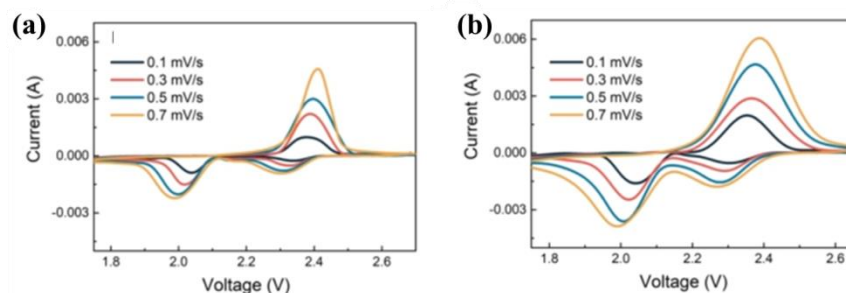 (a)
0.006
0.003
0.000
-0.003
Current (A)
0.1 mV/s
0.3 mV/s
0.5 mV/s
0.7 mV/s
1.8 2.0 2.2 2.4 2.6
Voltage (V)
(b)
0.006
0.003
0.000
-0.003
Current (A)
0.1 mV/s
0.3 mV/s
0.5 mV/s
0.7 mV/s
1.8 2.0 2.2 2.4 2.6
Voltage (V)